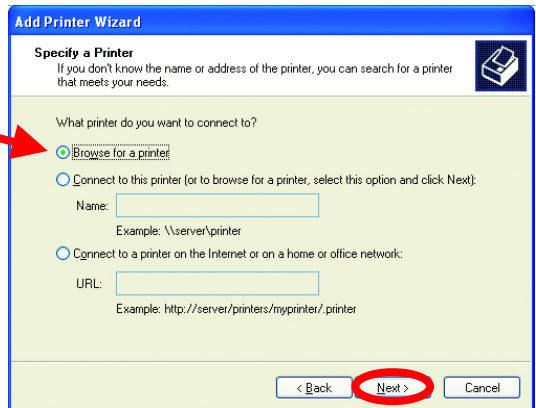 Add Printer Wizard
Specify a Printer
If you don't know the name or address of the printer, you can search for a printer
that meets your needs.
What printer do you want to connect to?
Browse for a printer
Connect to this printer (or to browse for a printer, select this option and click Next):
Name:
Example: \\server\printer
Connect to a printer on the Internet or on a home or office network:
URL:
Example: http://server/printers/myprinter/.printer
< Back
Next >
Cancel